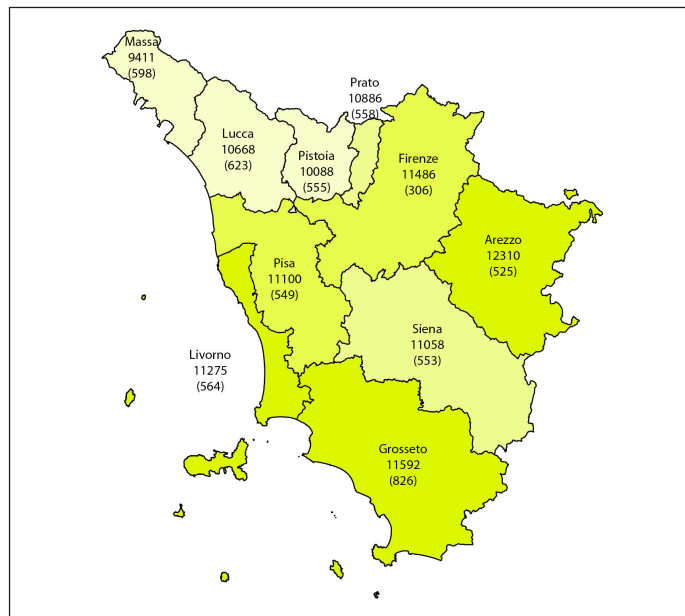 Massa
9411
(598)
Prato
10886
(558)
Lucca
10668
(623)
Pistoia
10088
(555)
Firenze
11486
(306)
Arezzo
12310
(525)
Pisa
11100
(549)
Siena
11058
(553)
Livorno
11275
(564)
Grosseto
11592
(826)